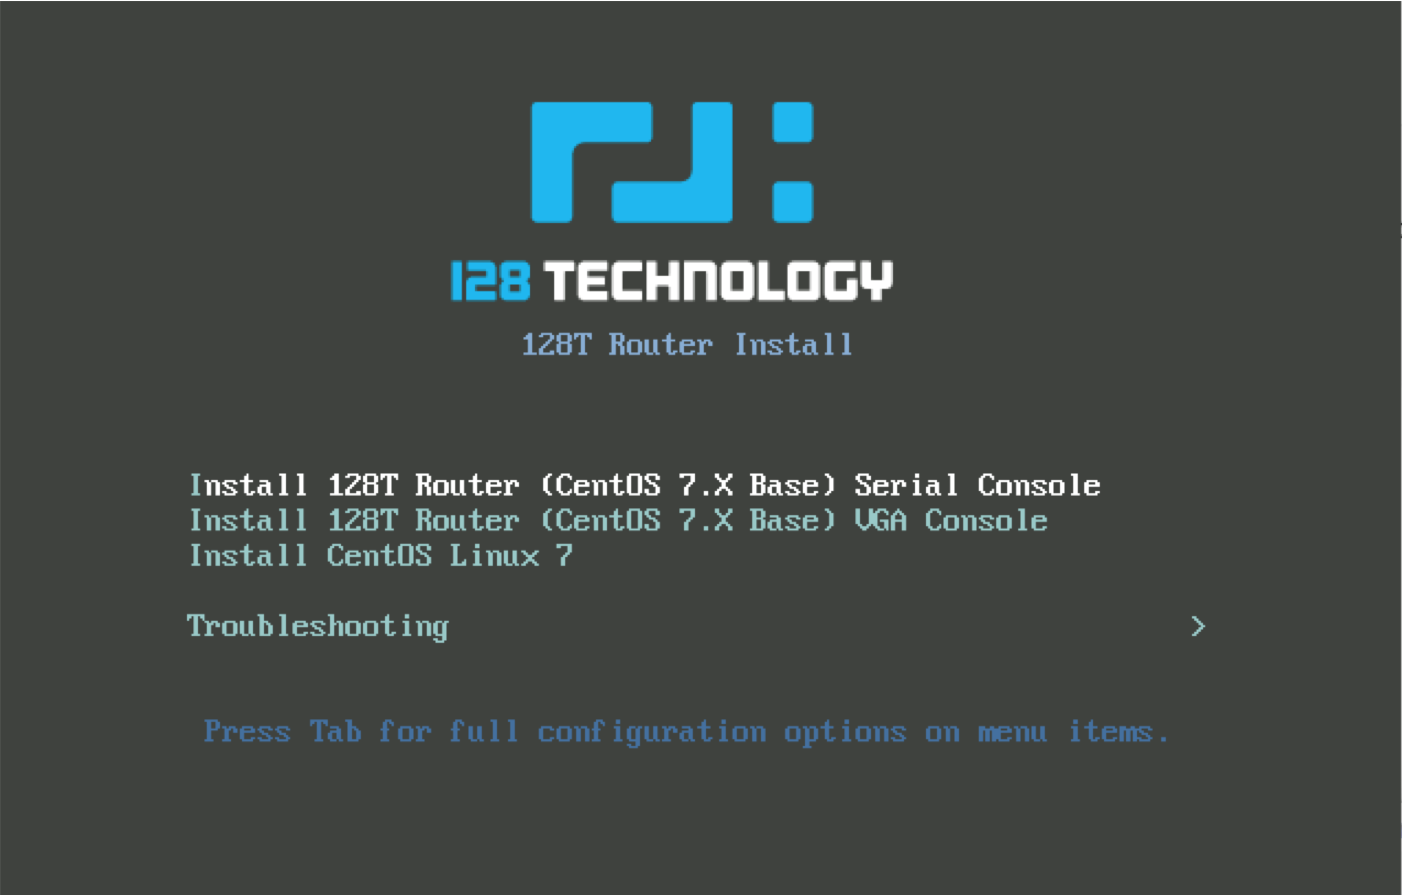 128 TECHNOLOGY
128T Router Install
Install 128T Router (CentOS 7.X Base) Serial Console
Install 128T Router (CentOS 7.X Base) VGA Console
Install CentOS Linux 7
Troubleshooting >
Press Tab for full configuration options on menu items.